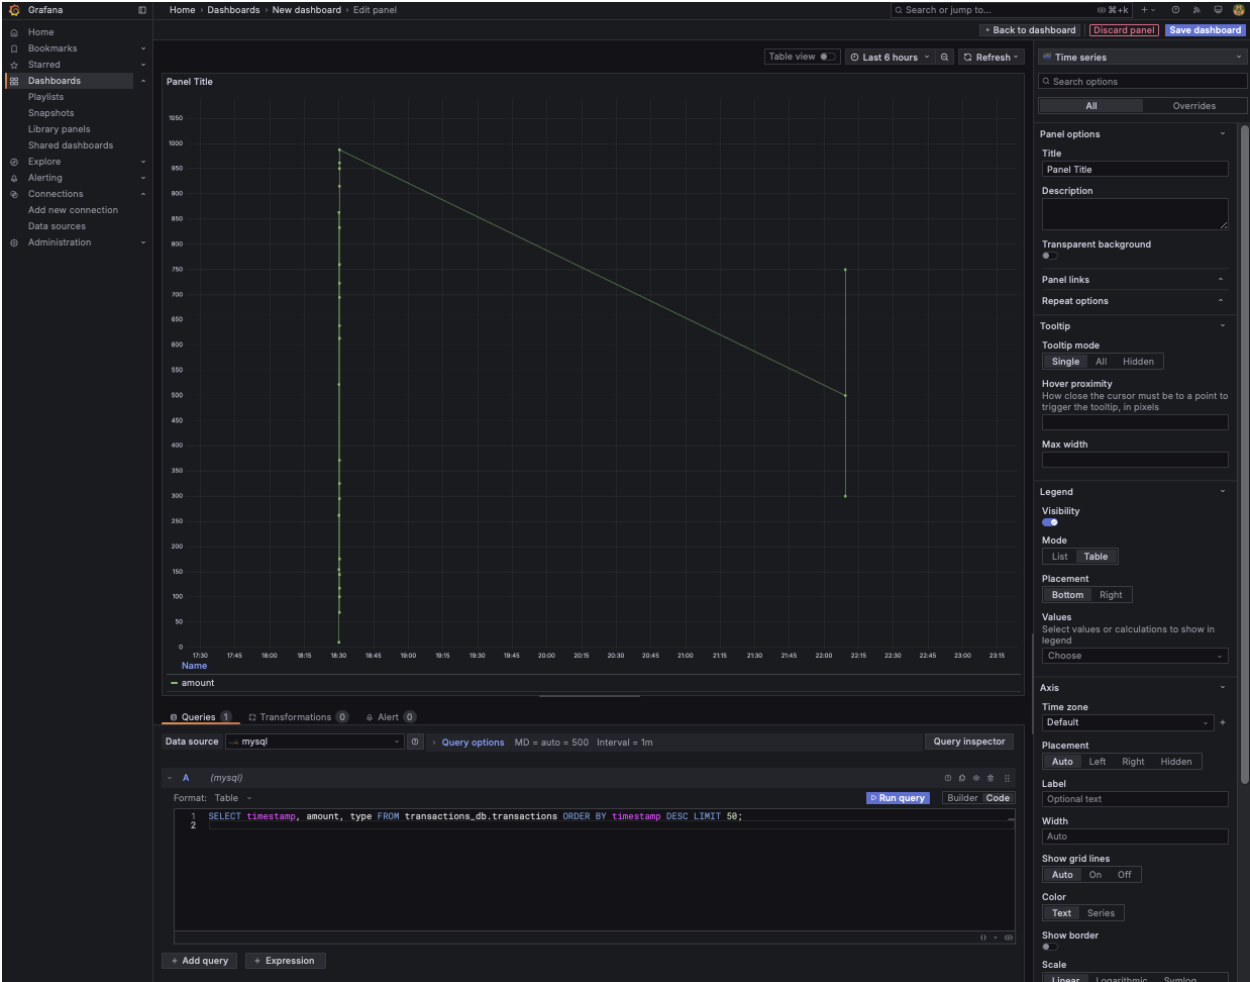 Grafana
Home › Dashboards › New dashboard › Edit panel
Search or jump to...
⌘+k
Back to dashboard
Discard panel
Save dashboard
Home
Bookmarks
Starred
Dashboards
Playlists
Snapshots
Library panels
Shared dashboards
Explore
Alerting
Connections
Add new connection
Data sources
Administration
Table view
Last 6 hours
Refresh
Panel Title
1050
1000
950
900
850
800
750
700
650
600
550
500
450
400
350
300
250
200
150
100
50
0
17:30 17:45 18:00 18:15 18:30 18:45 19:00 19:15 19:30 19:45 20:00 20:15 20:30 20:45 21:00 21:15 21:30 21:45 22:00 22:15 22:30 22:45 23:00 23:15
Name
amount
Queries 1
Transformations 0
Alert 0
Data source
mysql
Query options MD = auto = 500 Interval = 1m
Query inspector
A (mysql)
Format: Table
Run query
Builder Code
1 SELECT timestamp, amount, type FROM transactions_db.transactions ORDER BY timestamp DESC LIMIT 50;
2
+ Add query
+ Expression
Time series
Search options
All Overrides
Panel options
Title
Panel Title
Description
Transparent background
Panel links
Repeat options
Tooltip
Tooltip mode
Single All Hidden
Hover proximity
How close the cursor must be to a point to
trigger the tooltip, in pixels
Max width
Legend
Visibility
Mode
List Table
Placement
Bottom Right
Values
Select values or calculations to show in
legend
Choose
Axis
Time zone
Default
+
Placement
Auto Left Right Hidden
Label
Optional text
Width
Auto
Show grid lines
Auto On Off
Color
Text Series
Show border
Scale
Linear Logarithmic Symlog